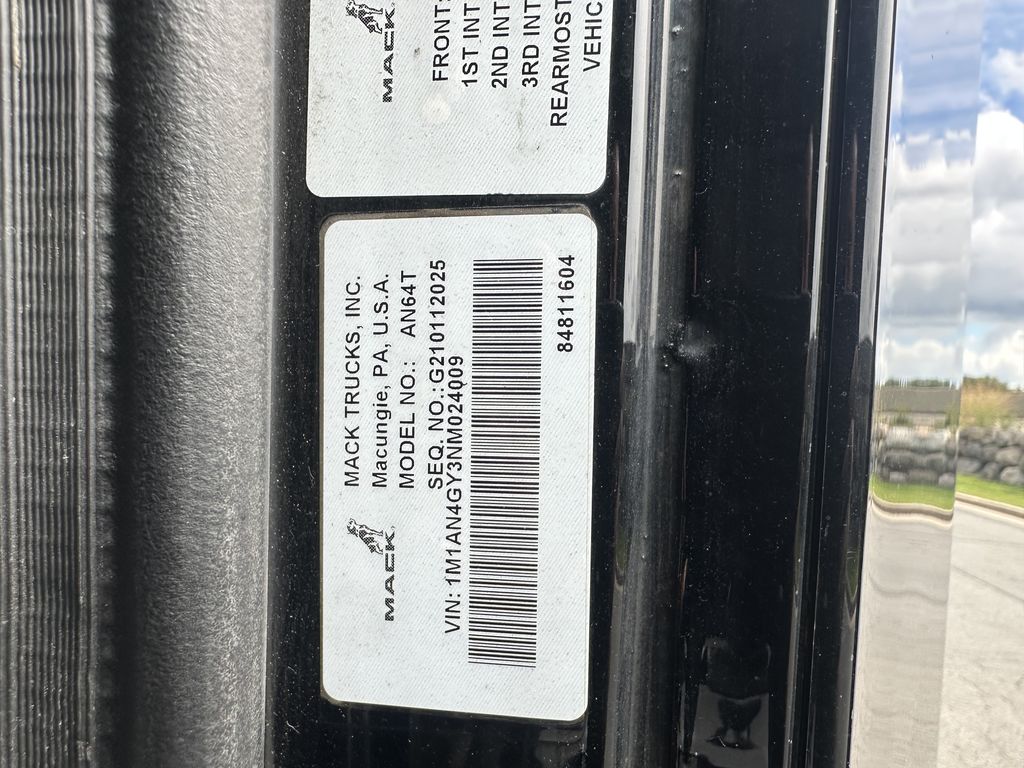 MACK
FRONT:
1ST INT
2ND INT
3RD INT
REARMOST
VEHIC
MACK
MACK TRUCKS, INC.
Macungie, PA, U.S.A.
MODEL NO.: AN64T
SEQ. NO.:G210112025
VIN: 1M1AN4GY3NM024009
84811604